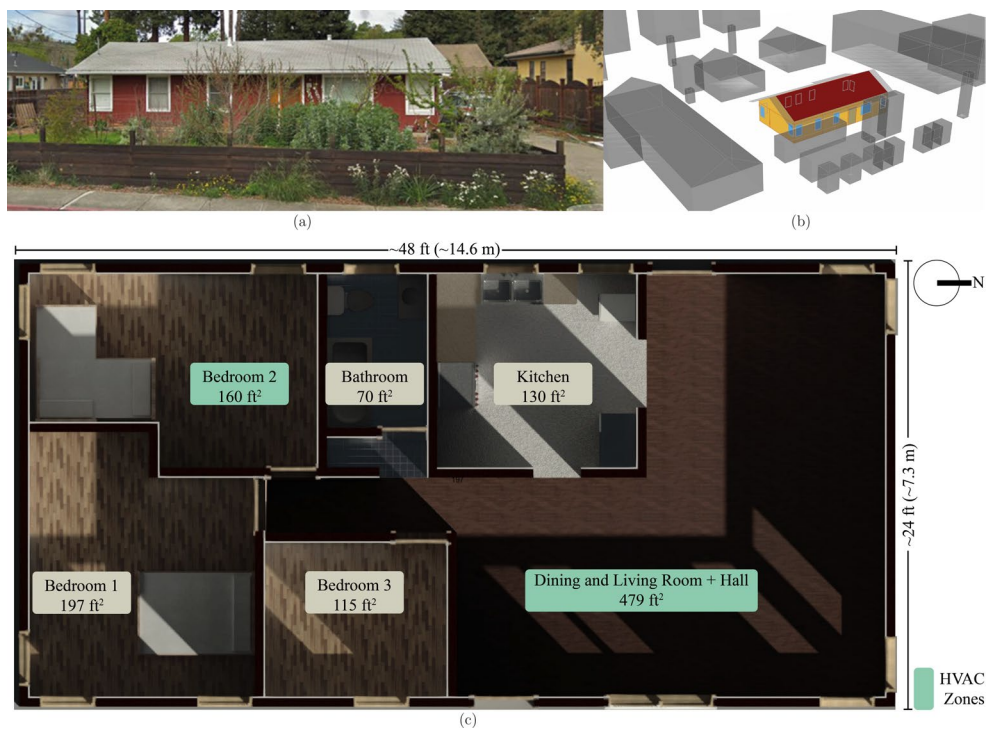 (a)
(b)
~48 ft (~14.6 m)
N
Bedroom 2
160 ft²
Bathroom
70 ft²
Kitchen
130 ft²
~24 ft (~7.3 m)
Bedroom 1
197 ft²
Bedroom 3
115 ft²
Dining and Living Room + Hall
479 ft²
HVAC
Zones
(c)